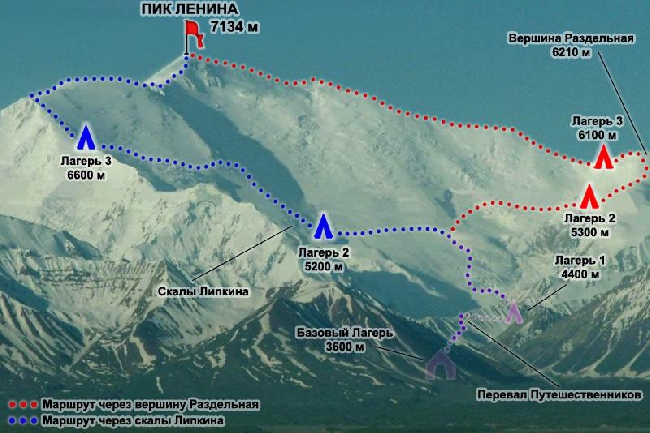 ПИК ЛЕНИНА
7134 м
Вершина Раздельная
6210 м
Лагерь 3
6100 м
Лагерь 3
6600 м
Лагерь 2
5300 м
Лагерь 2
5200 м
Лагерь 1
4400 м
Скалы Липкина
Базовый Лагерь
3600 м
Перевал Путешественников
Маршрут через вершину Раздельная
Маршрут через скалы Липкина